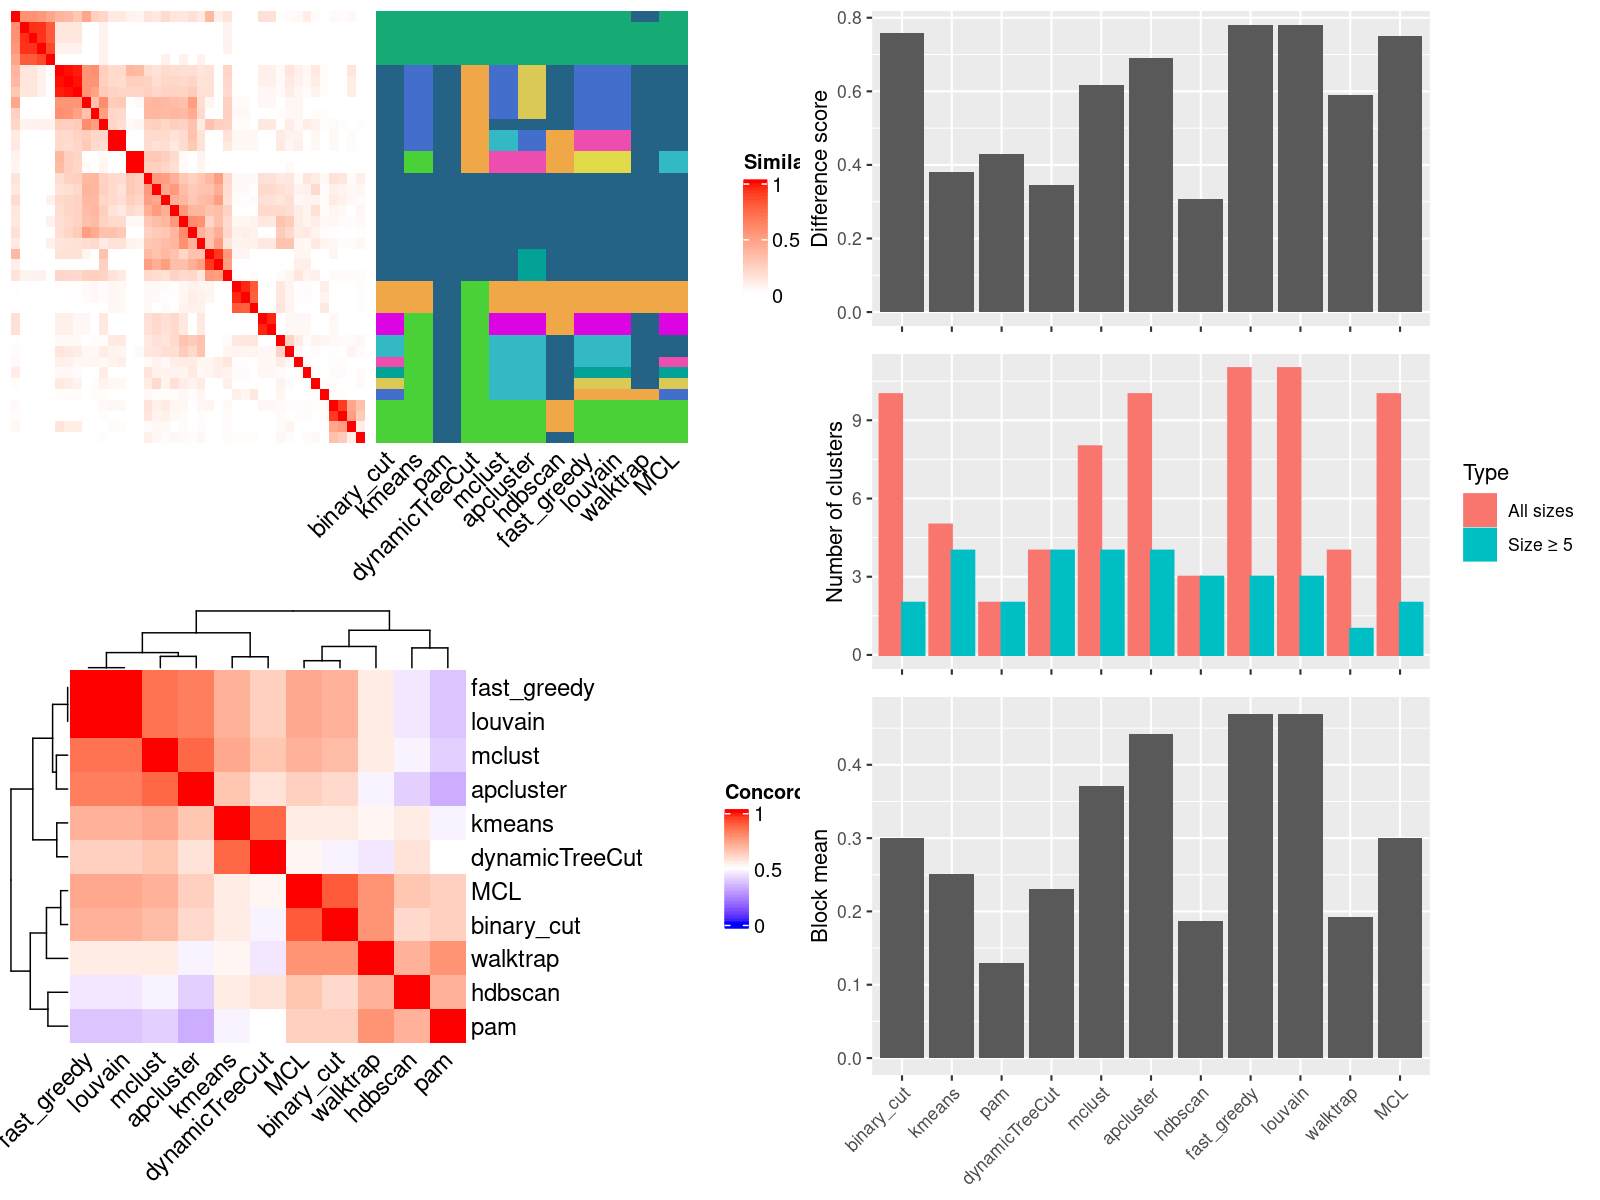 Simila
1
0.5
0
binary_cut
kmeans
pam
dynamicTreeCut
mclust
apcluster
hdbscan
fast_greedy
louvain
walktrap
MCL
fast_greedy
louvain
mclust
apcluster
kmeans
dynamicTreeCut
MCL
binary_cut
walktrap
hdbscan
pam
fast_greedy
louvain
mclust
apcluster
kmeans
dynamicTreeCut
MCL
binary_cut
walktrap
hdbscan
pam
Concord
1
0.5
0
Difference score
0.8
0.6
0.4
0.2
0.0
Number of clusters
9
6
3
0
Type
All sizes
Size ≥ 5
Block mean
0.4
0.3
0.2
0.1
0.0
binary_cut
kmeans
pam
dynamicTreeCut
mclust
apcluster
hdbscan
fast_greedy
louvain
walktrap
MCL